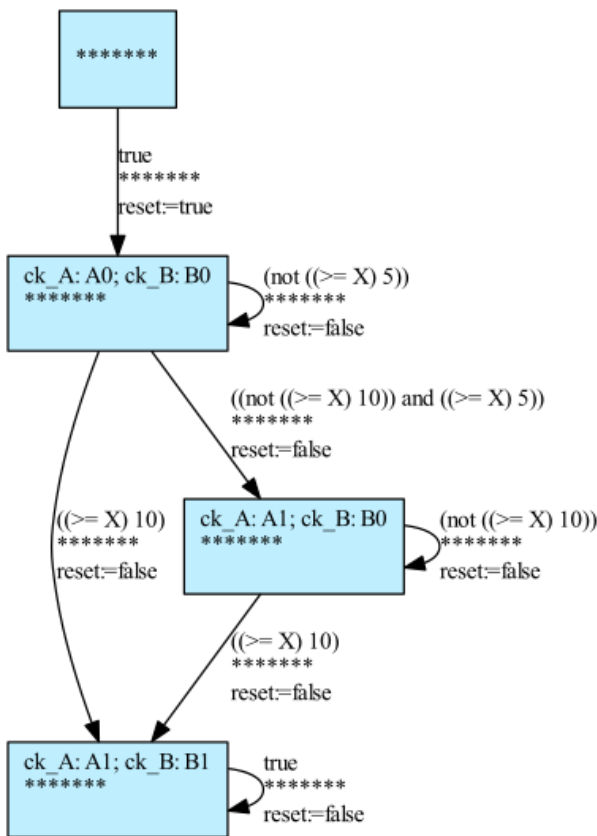 *******
true
*******
reset:=true
ck_A: A0; ck_B: B0
*******
(not ((>= X) 5))
*******
reset:=false
((not ((>= X) 10)) and ((>= X) 5))
*******
reset:=false
((>= X) 10)
*******
reset:=false
ck_A: A1; ck_B: B0
*******
(not ((>= X) 10))
*******
reset:=false
((>= X) 10)
*******
reset:=false
ck_A: A1; ck_B: B1
*******
true
*******
reset:=false